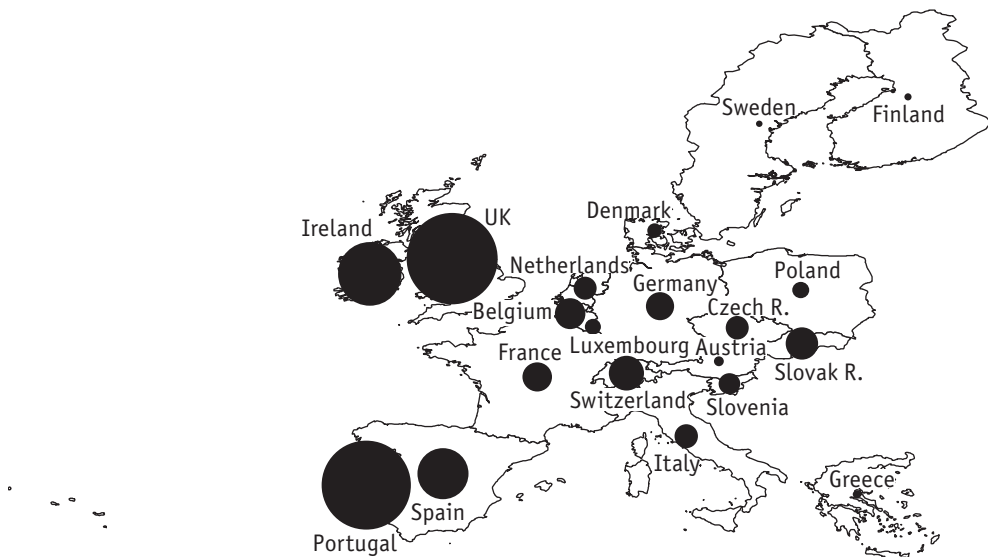 Sweden
Finland
Denmark
UK
Ireland
Netherlands
Germany
Poland
Belgium
Czech R.
Luxembourg
Austria
France
Slovak R.
Switzerland
Slovenia
Italy
Greece
Spain
Portugal